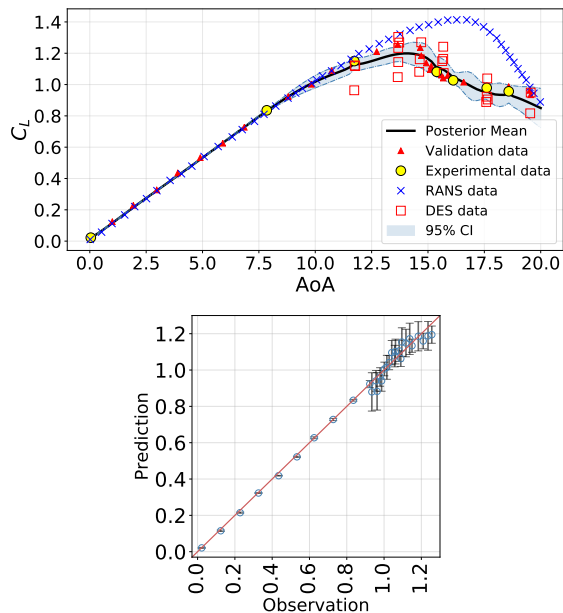 1.4
1.2
1.0
0.8
0.6
0.4
0.2
0.0
C_L
0.0 2.5 5.0 7.5 10.0 12.5 15.0 17.5 20.0
AoA
Posterior Mean
Validation data
Experimental data
RANS data
DES data
95% CI
1.2
1.0
0.8
0.6
0.4
0.2
0.0
Prediction
0.0 0.2 0.4 0.6 0.8 1.0 1.2
Observation